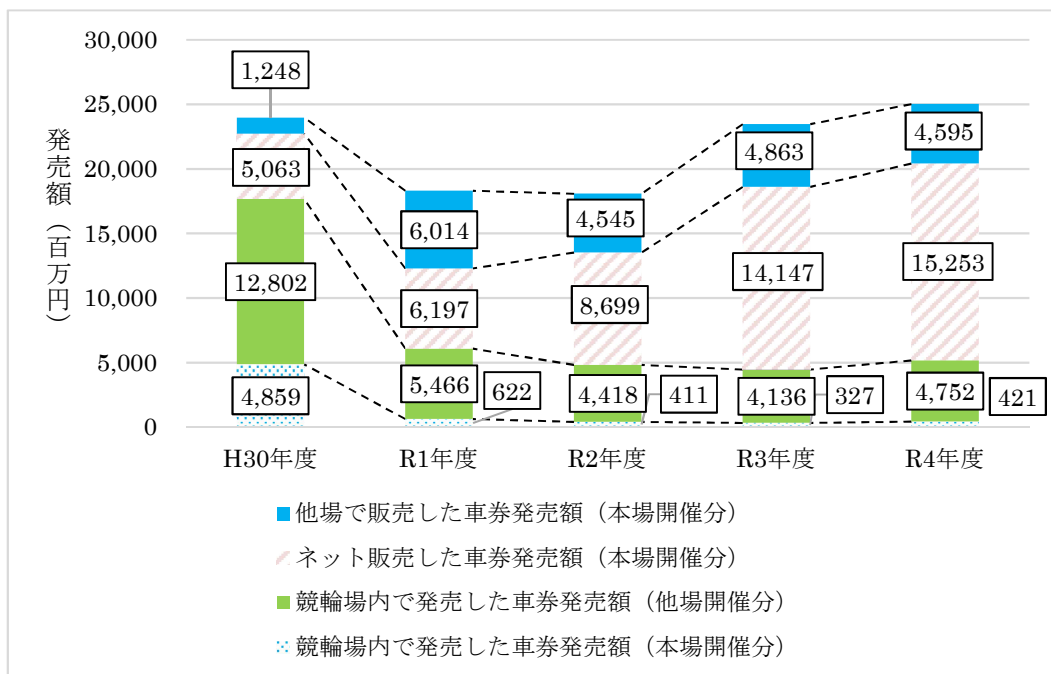 30,000
25,000
20,000
15,000
10,000
5,000
0
発売額（百万円）
1,248
5,063
12,802
4,859
6,014
6,197
5,466
622
4,545
8,699
4,418
411
4,863
14,147
4,136
327
4,595
15,253
4,752
421
H30年度
R1年度
R2年度
R3年度
R4年度
他場で販売した車券発売額（本場開催分）
ネット販売した車券発売額（本場開催分）
競輪場内で発売した車券発売額（他場開催分）
競輪場内で発売した車券発売額（本場開催分）